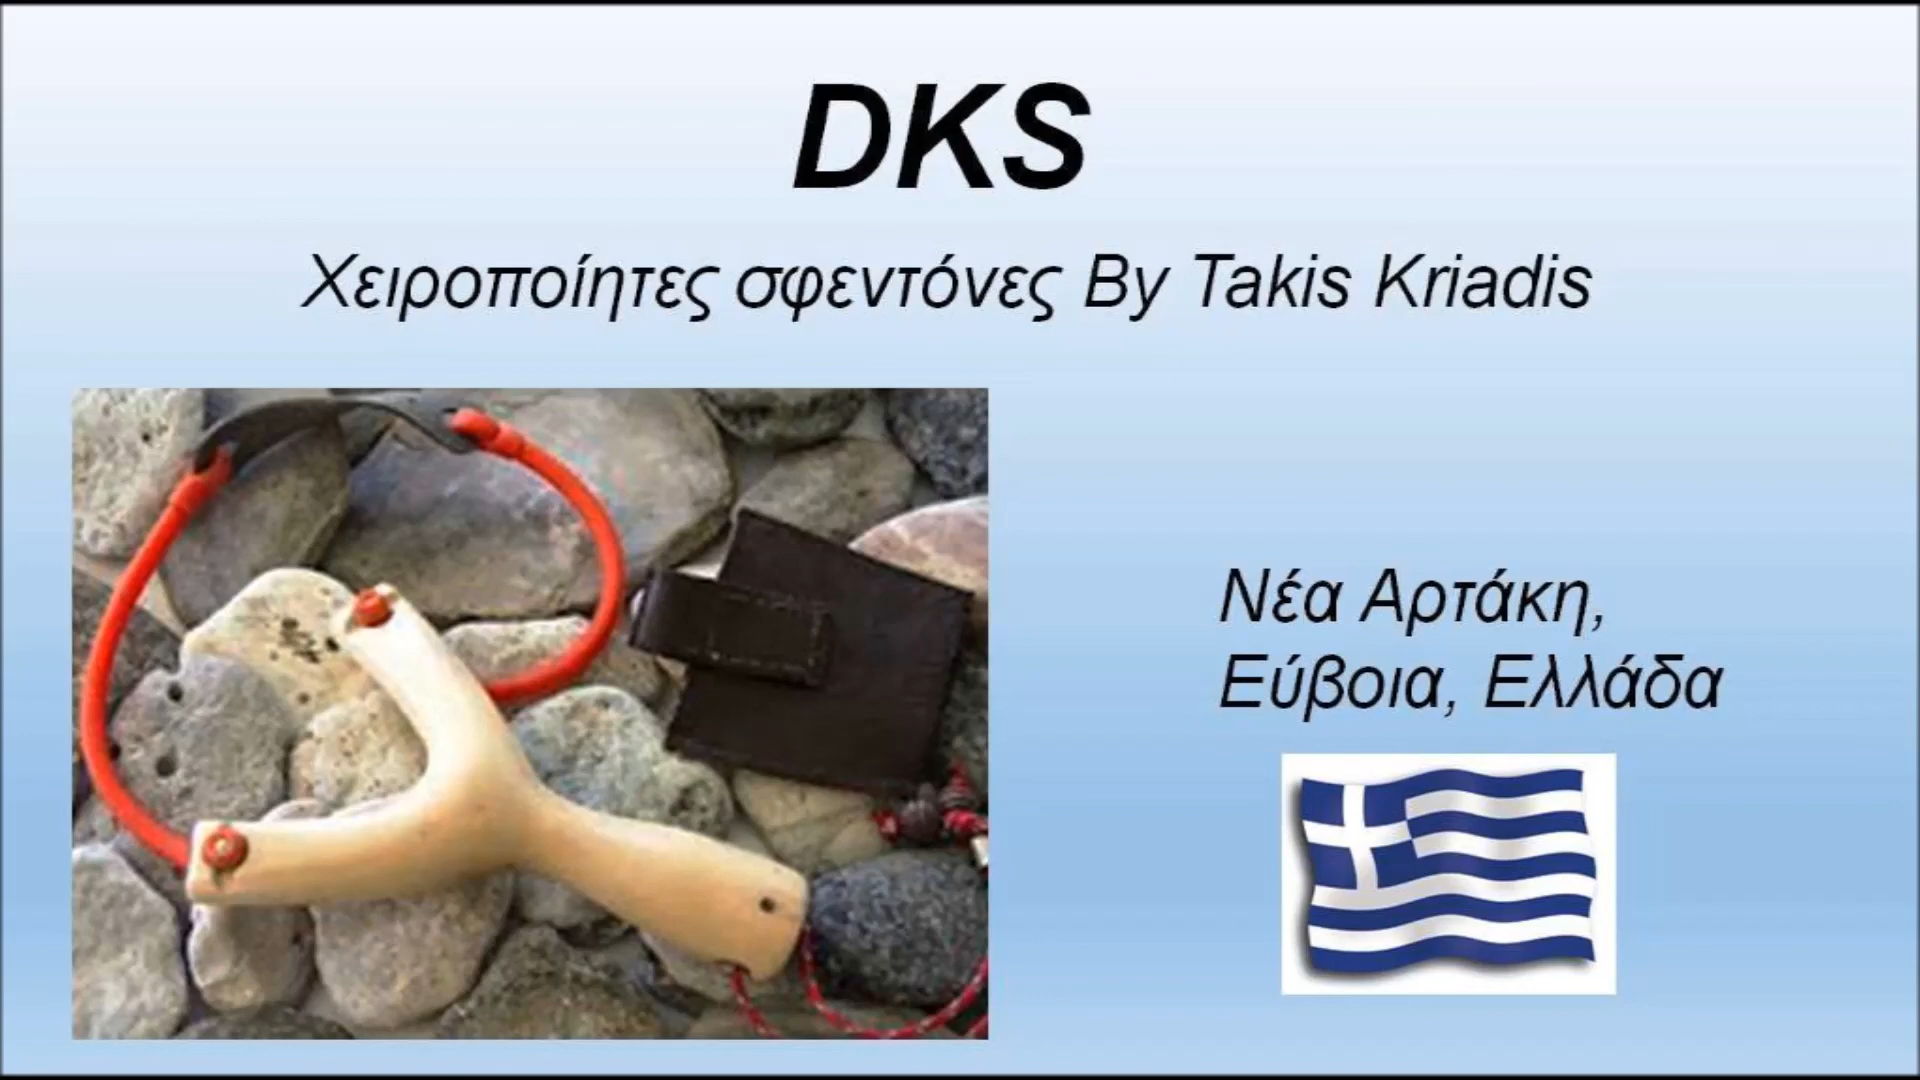 DKS
Χειροποίητες σφεντόνες By Takis Kriadis
Νέα Αρτάκη,
Εύβοια, Ελλάδα